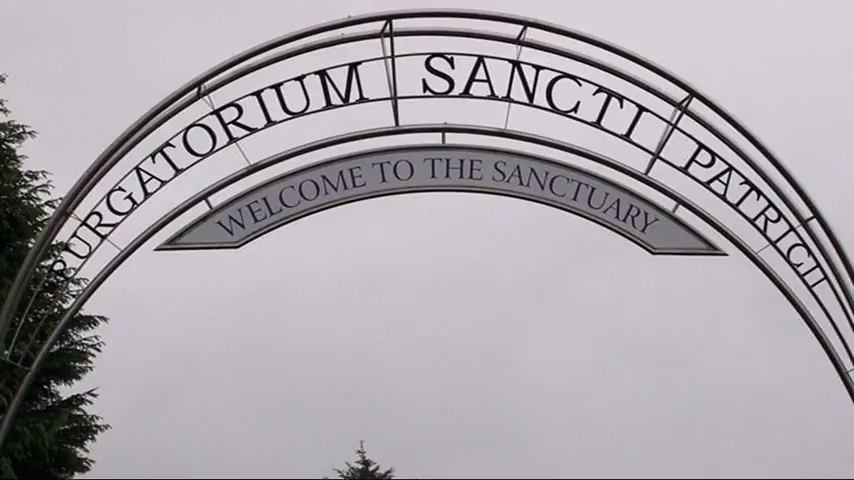 PURGATORIUM SANCTI PATRICII
WELCOME TO THE SANCTUARY